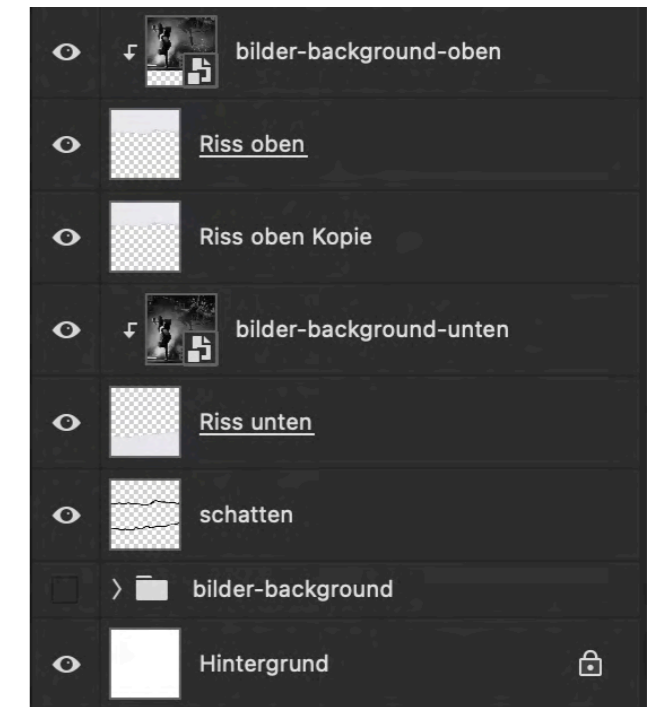 bilder-background-oben
Riss oben
Riss oben Kopie
bilder-background-unten
Riss unten
schatten
bilder-background
Hintergrund